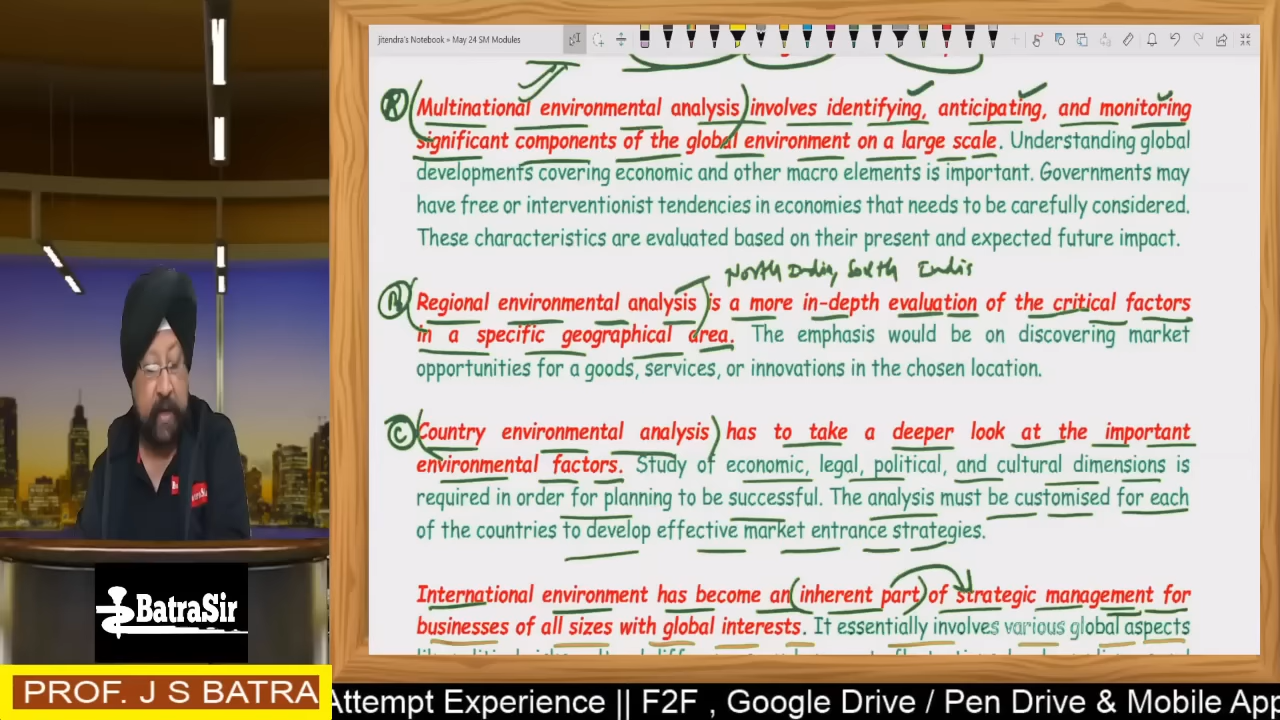 jitendra's Notebook » May 24 SM Modules
A
Multinational environmental analysis involves identifying, anticipating, and monitoring
significant components of the global environment on a large scale. Understanding global
developments covering economic and other macro elements is important. Governments may
have free or interventionist tendencies in economies that needs to be carefully considered.
These characteristics are evaluated based on their present and expected future impact.
North India, South India
B
Regional environmental analysis is a more in-depth evaluation of the critical factors
in a specific geographical area. The emphasis would be on discovering market
opportunities for a goods, services, or innovations in the chosen location.
C
Country environmental analysis has to take a deeper look at the important
environmental factors. Study of economic, legal, political, and cultural dimensions is
required in order for planning to be successful. The analysis must be customised for each
of the countries to develop effective market entrance strategies.
International environment has become an inherent part of strategic management for
businesses of all sizes with global interests. It essentially involves various global aspects
BatraSir
PROF. J S BATRA
Attempt Experience || F2F , Google Drive / Pen Drive & Mobile App